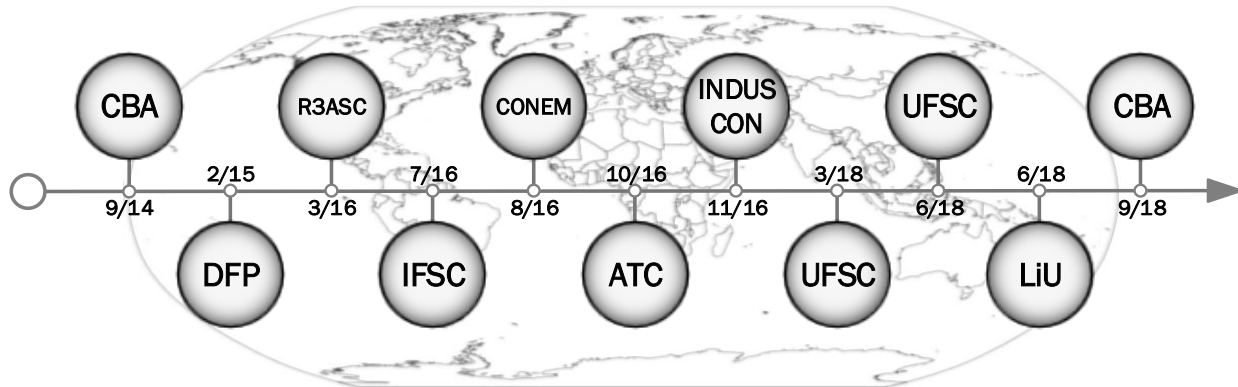 CBA
R3ASC
CONEM
INDUS
CON
UFSC
CBA
2/15
7/16
10/16
3/18
6/18
9/14
3/16
8/16
11/16
6/18
9/18
DFP
IFSC
ATC
UFSC
LiU